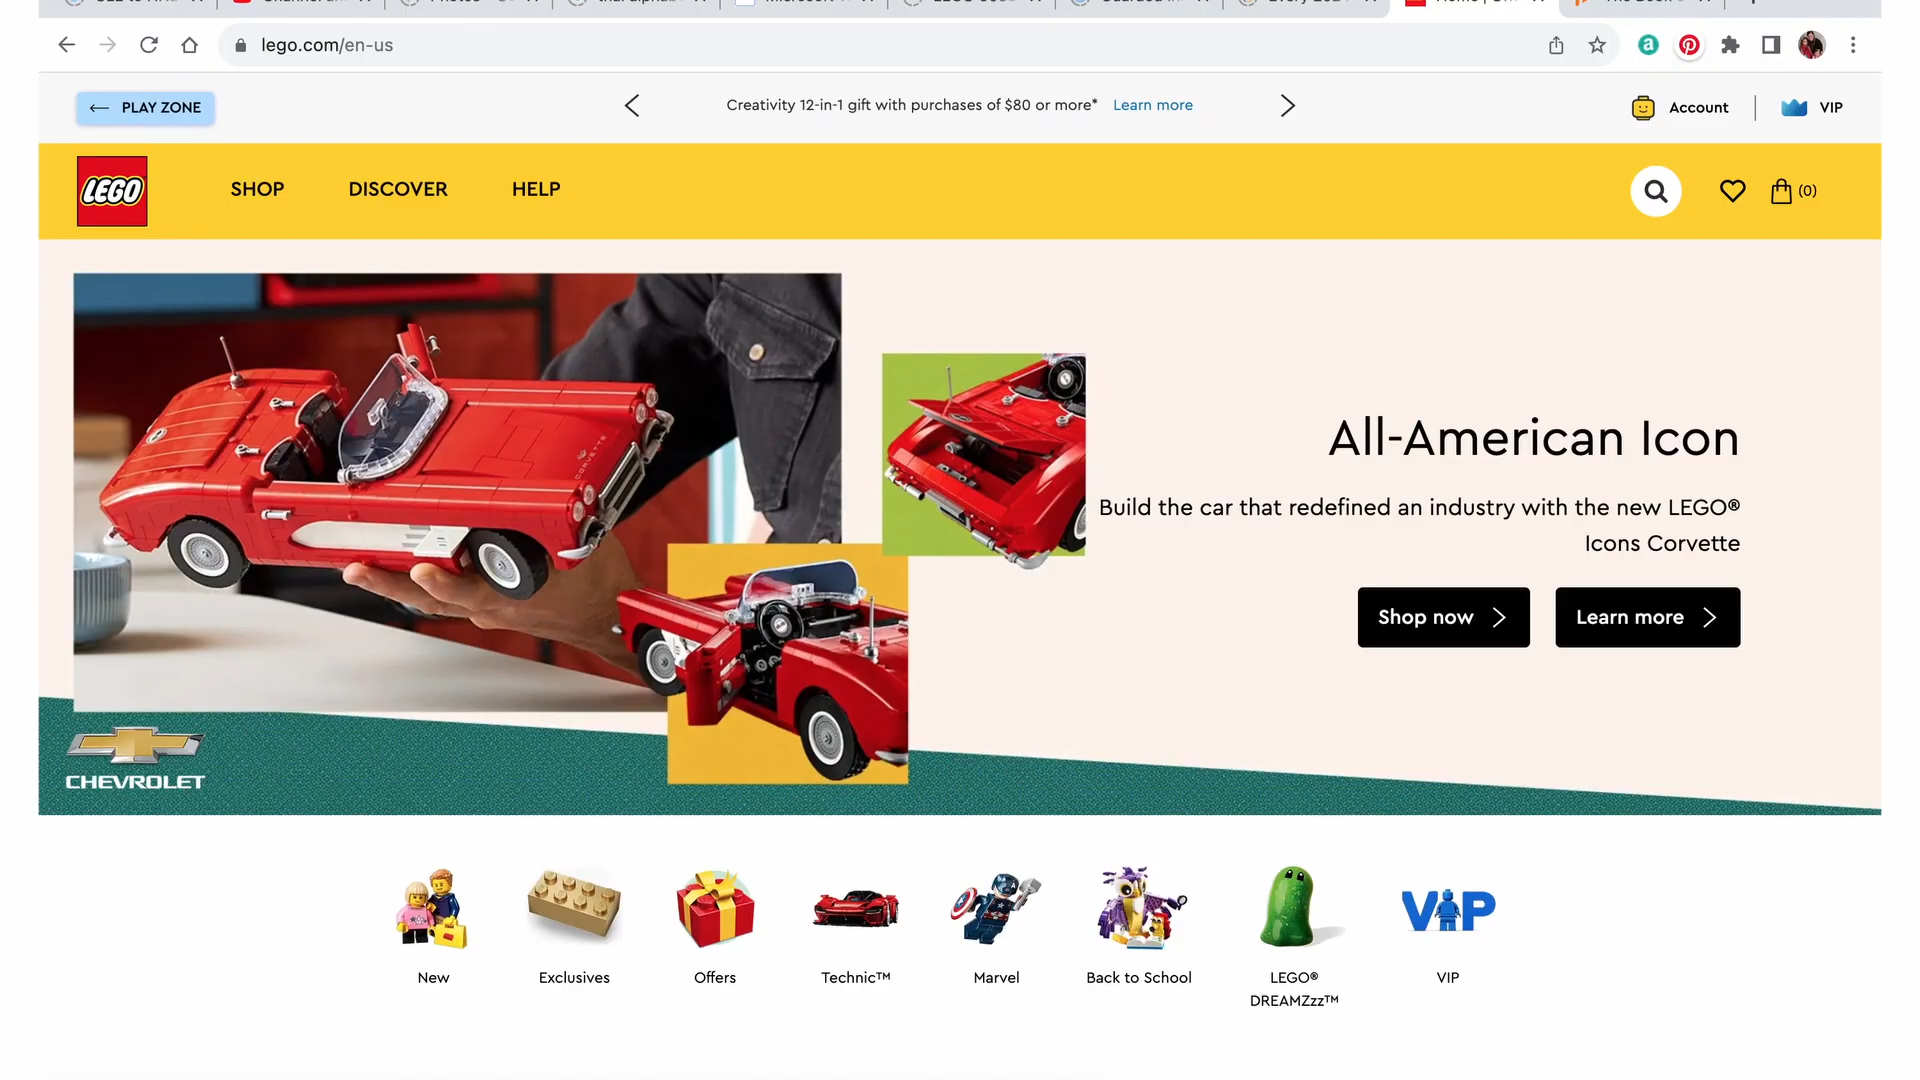 lego.com/en-us
PLAY ZONE
Creativity 12-in-1 gift with purchases of $80 or more* Learn more
Account
VIP
LEGO
SHOP
DISCOVER
HELP
(0)
CORVETTE
All-American Icon
Build the car that redefined an industry with the new LEGO®
Icons Corvette
Shop now
Learn more
CHEVROLET
VIP
New
Exclusives
Offers
Technic™
Marvel
Back to School
LEGO®
DREAMZzz™
VIP